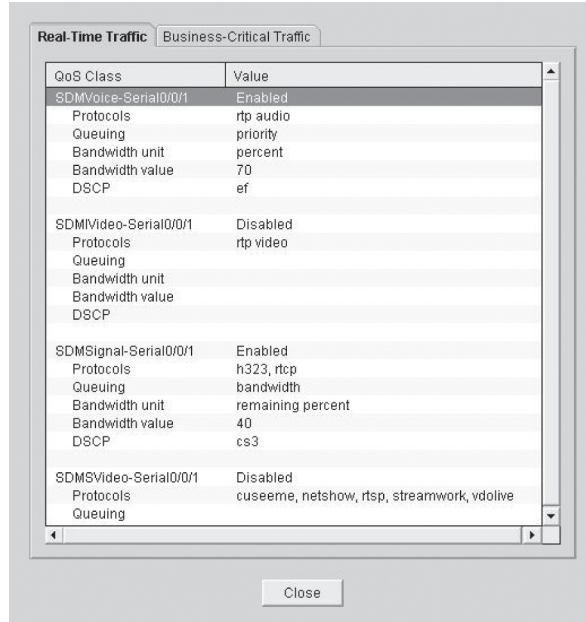 Real-Time Traffic Business-Critical Traffic
QoS Class Value
SDMVoice-Serial0/0/1 Enabled
Protocols rtp audio
Queuing priority
Bandwidth unit percent
Bandwidth value 70
DSCP ef
SDMIVideo-Serial0/0/1 Disabled
Protocols rtp video
Queuing
Bandwidth unit
Bandwidth value
DSCP
SDMSignal-Serial0/0/1 Enabled
Protocols h323, rtcp
Queuing bandwidth
Bandwidth unit remaining percent
Bandwidth value 40
DSCP cs3
SDMSVideo-Serial0/0/1 Disabled
Protocols cuseeme, netshow, rtsp, streamwork, vdolive
Queuing
Close